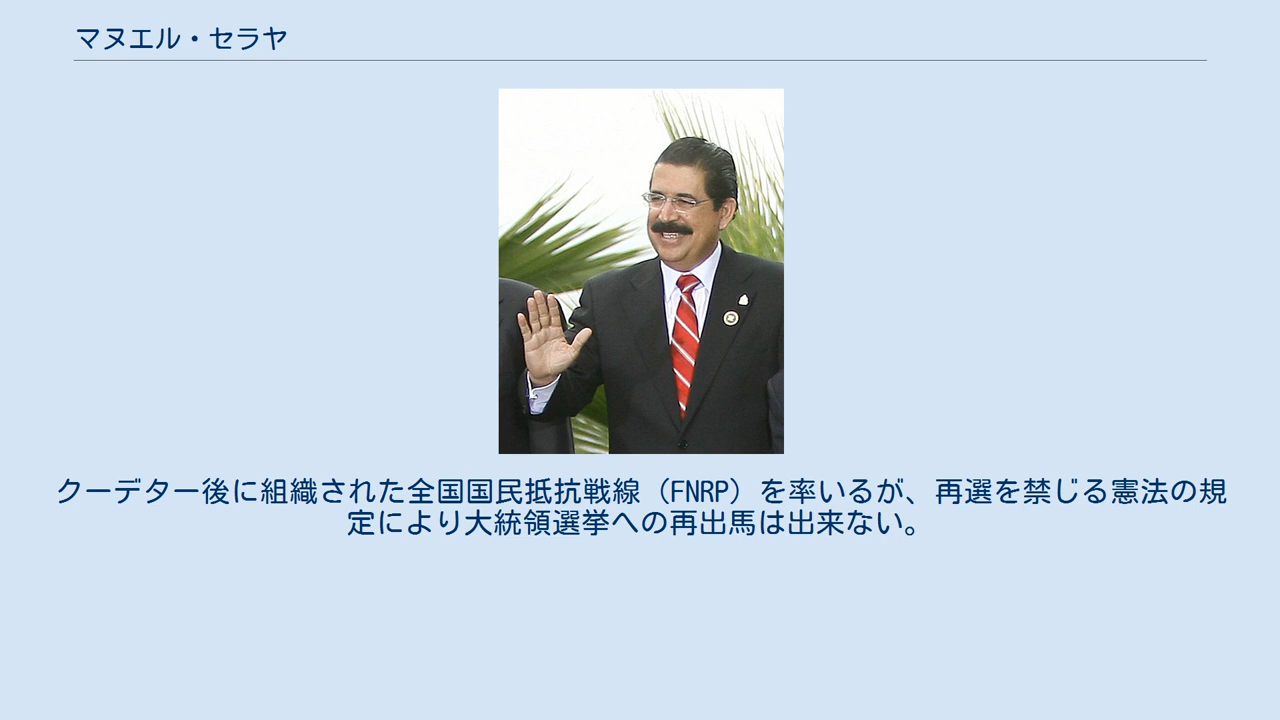 マヌエル・セラヤ
クーデター後に組織された全国国民抵抗戦線（FNRP）を率いるが、再選を禁じる憲法の規
定により大統領選挙への再出馬は出来ない。